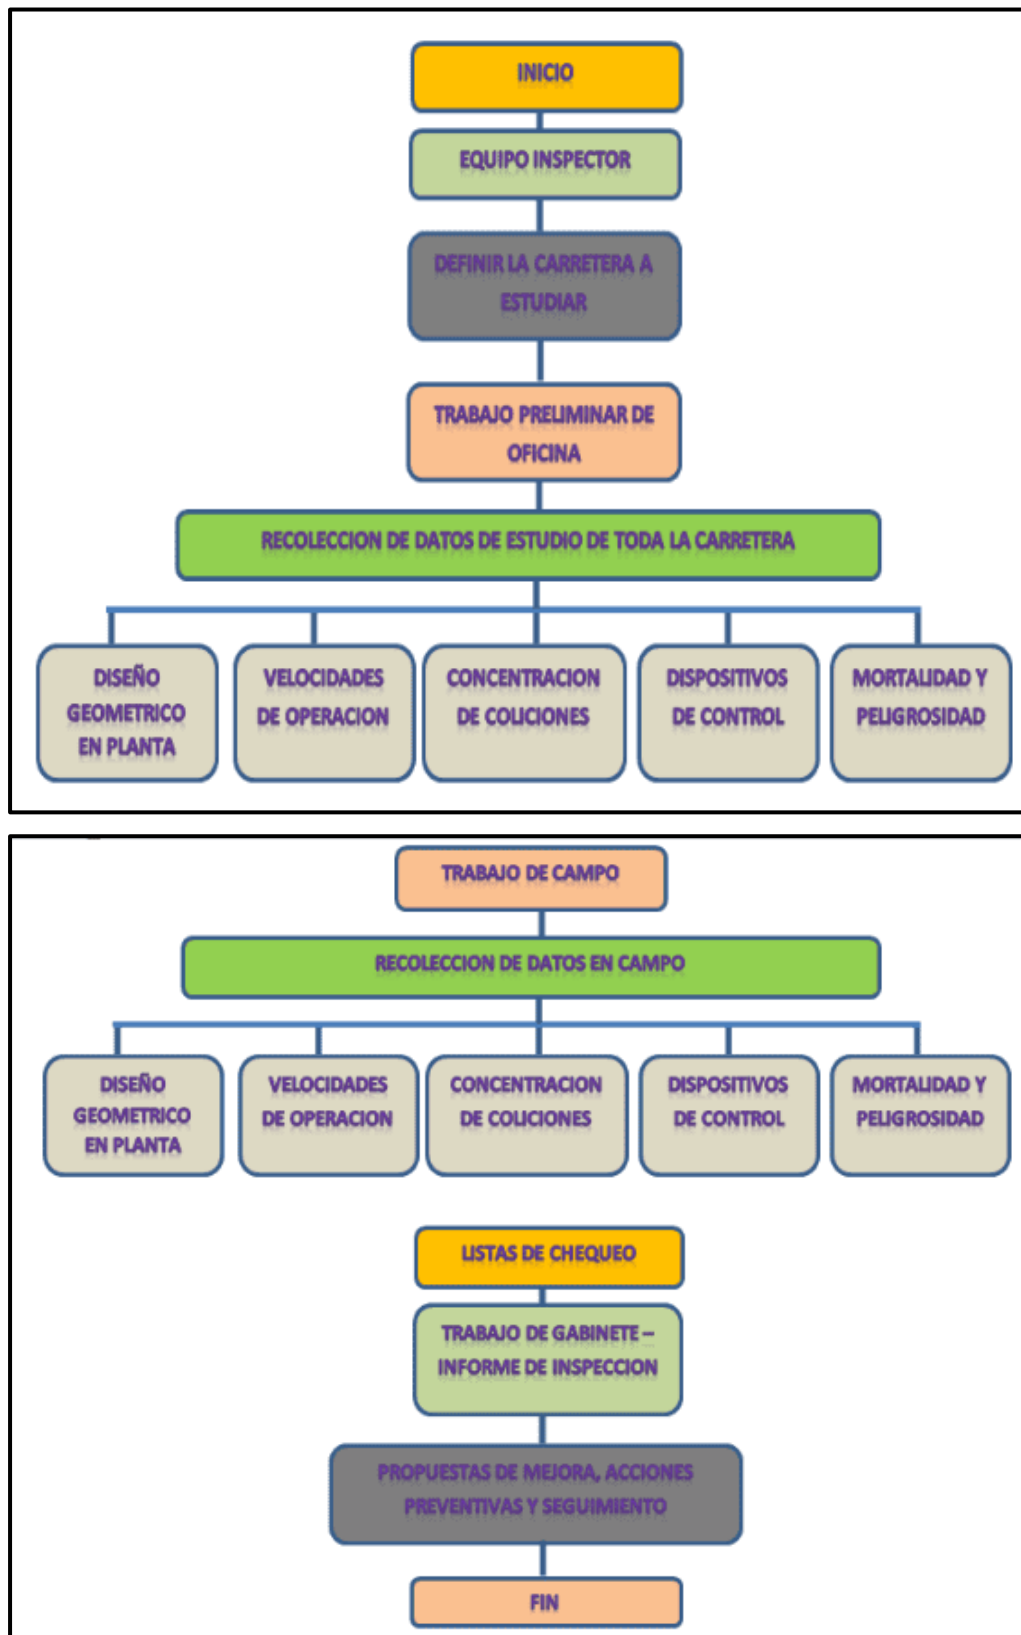 INICIO
EQUIPO INSPECTOR
DEFINIR LA CARRETERA A
ESTUDIAR
TRABAJO PRELIMINAR DE
OFICINA
RECOLECCION DE DATOS DE ESTUDIO DE TODA LA CARRETERA
DISEÑO
GEOMETRICO
EN PLANTA
VELOCIDADES
DE OPERACION
CONCENTRACION
DE COLICIONES
DISPOSITIVOS
DE CONTROL
MORTALIDAD Y
PELIGROSIDAD
TRABAJO DE CAMPO
RECOLECCION DE DATOS EN CAMPO
DISEÑO
GEOMETRICO
EN PLANTA
VELOCIDADES
DE OPERACION
CONCENTRACION
DE COLICIONES
DISPOSITIVOS
DE CONTROL
MORTALIDAD Y
PELIGROSIDAD
LISTAS DE CHEQUEO
TRABAJO DE GABINETE –
INFORME DE INSPECCION
PROPUESTAS DE MEJORA, ACCIONES
PREVENTIVAS Y SEGUIMIENTO
FIN